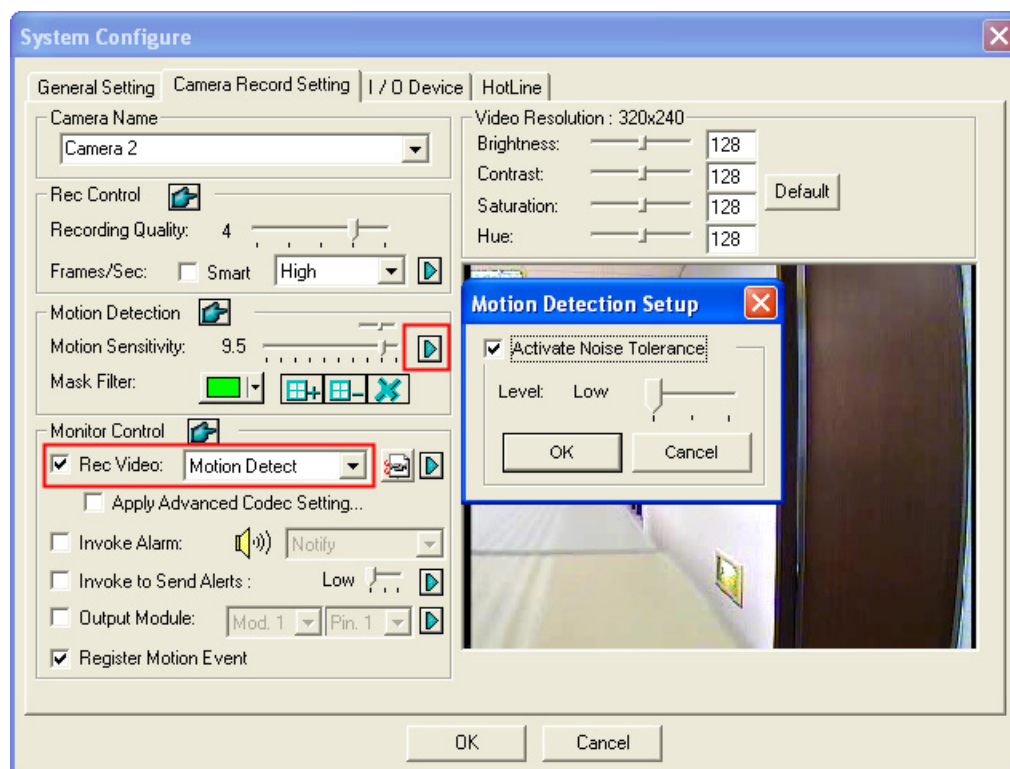 System Configure
General Setting
Camera Record Setting
I / O Device
HotLine
Camera Name
Camera 2
Rec Control
Recording Quality: 4
Frames/Sec: Smart High
Motion Detection
Motion Sensitivity: 9.5
Mask Filter:
Monitor Control
Rec Video: Motion Detect
Apply Advanced Codec Setting...
Invoke Alarm: Notify
Invoke to Send Alerts : Low
Output Module: Mod. 1 Pin. 1
Register Motion Event
Video Resolution : 320x240
Brightness: 128
Contrast: 128
Saturation: 128
Hue: 128
Default
Motion Detection Setup
Activate Noise Tolerance
Level: Low
OK Cancel
OK Cancel